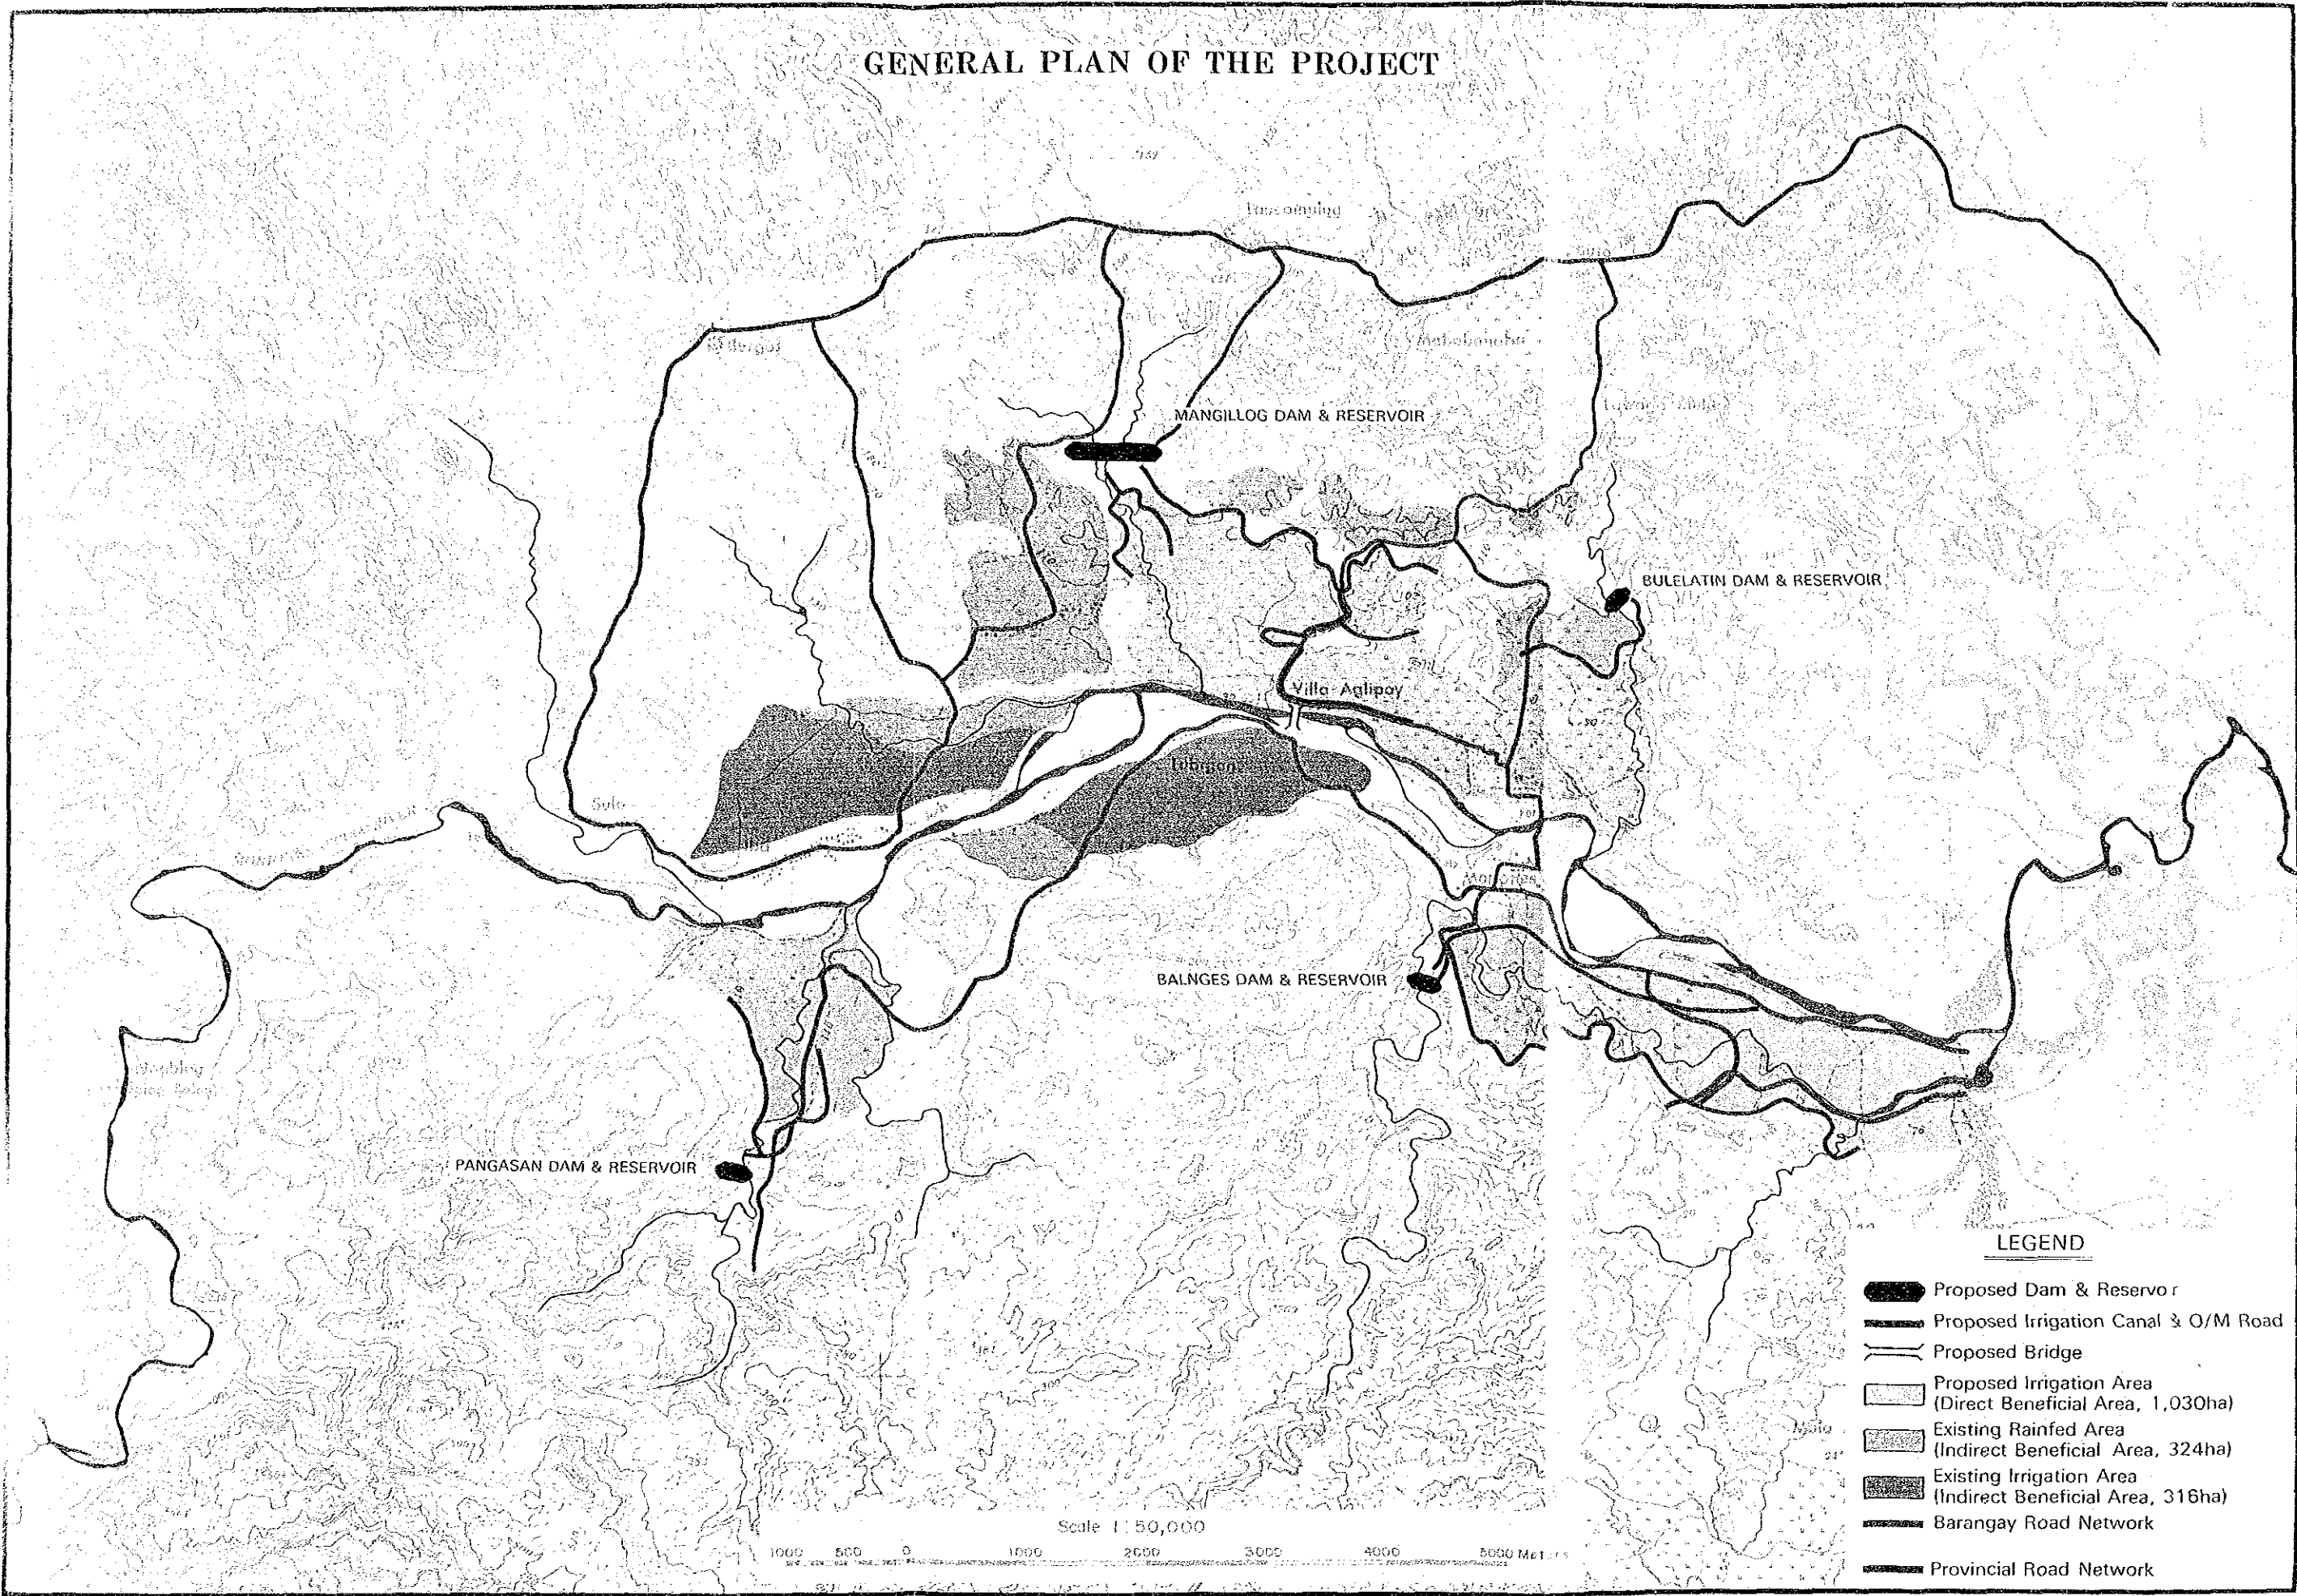 GENERAL PLAN OF THE PROJECT
MANGILLOG DAM & RESERVOIR
BULELATIN DAM & RESERVOIR
Villa Aglipay
Sula
BALNGES DAM & RESERVOIR
PANGASAN DAM & RESERVOIR
LEGEND
Proposed Dam & Reservoir
Proposed Irrigation Canal & O/M Road
Proposed Bridge
Proposed Irrigation Area
(Direct Beneficial Area, 1,030ha)
Existing Rainfed Area
(Indirect Beneficial Area, 324ha)
Existing Irrigation Area
(Indirect Beneficial Area, 316ha)
Barangay Road Network
Provincial Road Network
Scale 1:50,000
1000 500 0 1000 2000 3000 4000 5000 Meters